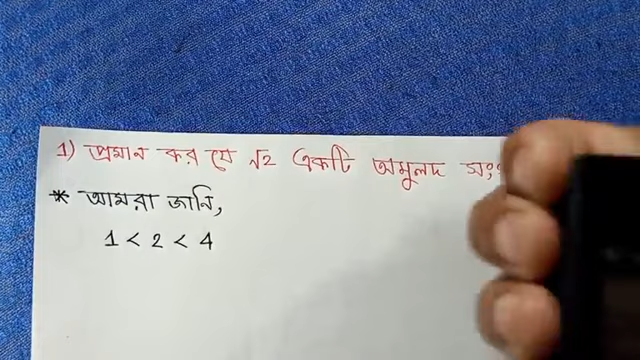 1) প্রমান কর যে √2 একটি অমুলদ
* আমরা জানি,
1 < 2 < 4